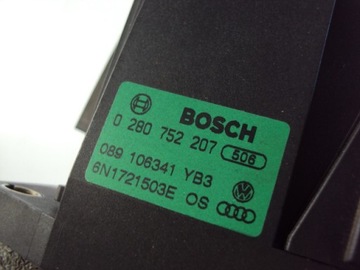 BOSCH
0 280 752 207 506
089 106341 YB3
6N1721503E OS